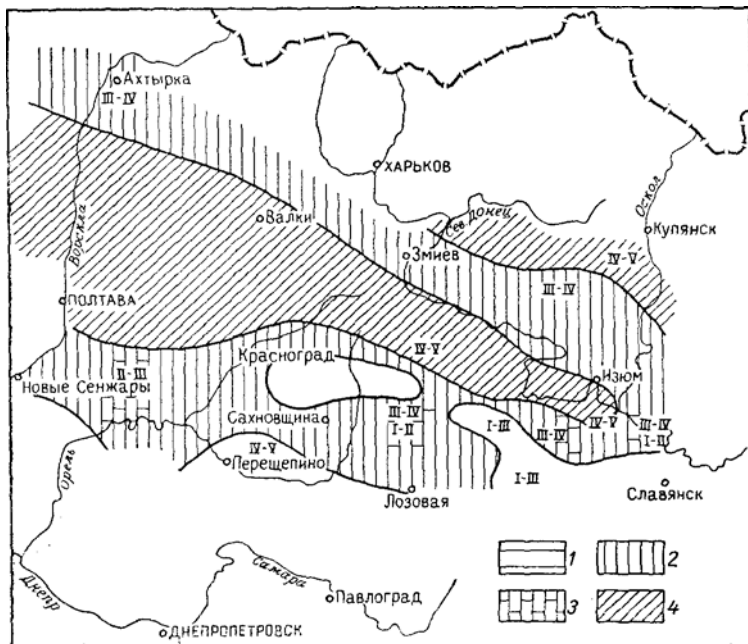 Ахтырка
III-IV
ХАРЬКОВ
Оскол
Валки
Сев. Донец
Купянск
Ворскла
Змиев
IV-V
III-IV
ПОЛТАВА
IV-V
Красноград
Изюм
II-III
Новые Сенжары
III-IV
I-III
IV-V
III-IV
Сахновщина
I-II
III-IV
I-II
IV-V
Перещепино
I-III
Орель
Лозовая
Славянск
1
2
Самара
3
4
Днепр
Павлоград
ДНЕПРОПЕТРОВСК